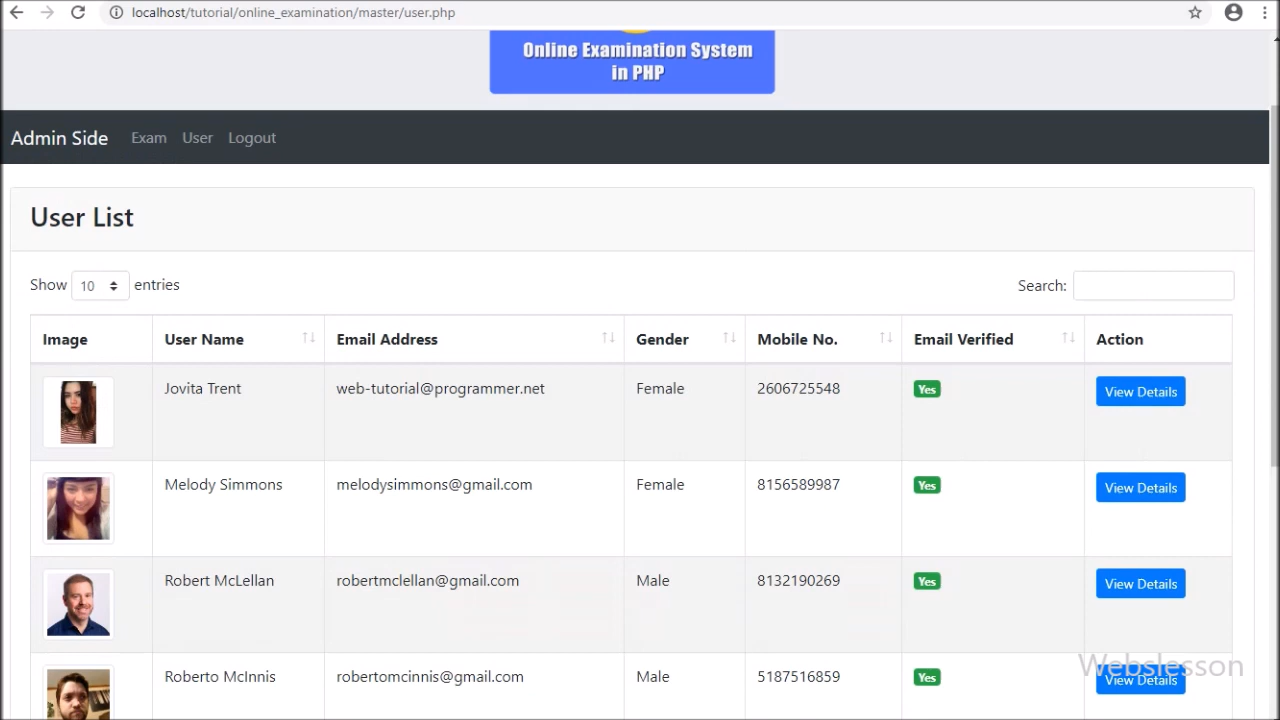 localhost/tutorial/online_examination/master/user.php
Online Examination System
in PHP
Admin Side Exam User Logout
User List
Show 10 entries Search:
Image User Name Email Address Gender Mobile No. Email Verified Action
Jovita Trent web-tutorial@programmer.net Female 2606725548 Yes View Details
Melody Simmons melodysimmons@gmail.com Female 8156589987 Yes View Details
Robert McLellan robertmclellan@gmail.com Male 8132190269 Yes View Details
Roberto McInnis robertomcinnis@gmail.com Male 5187516859 Yes View Details
Webslesson